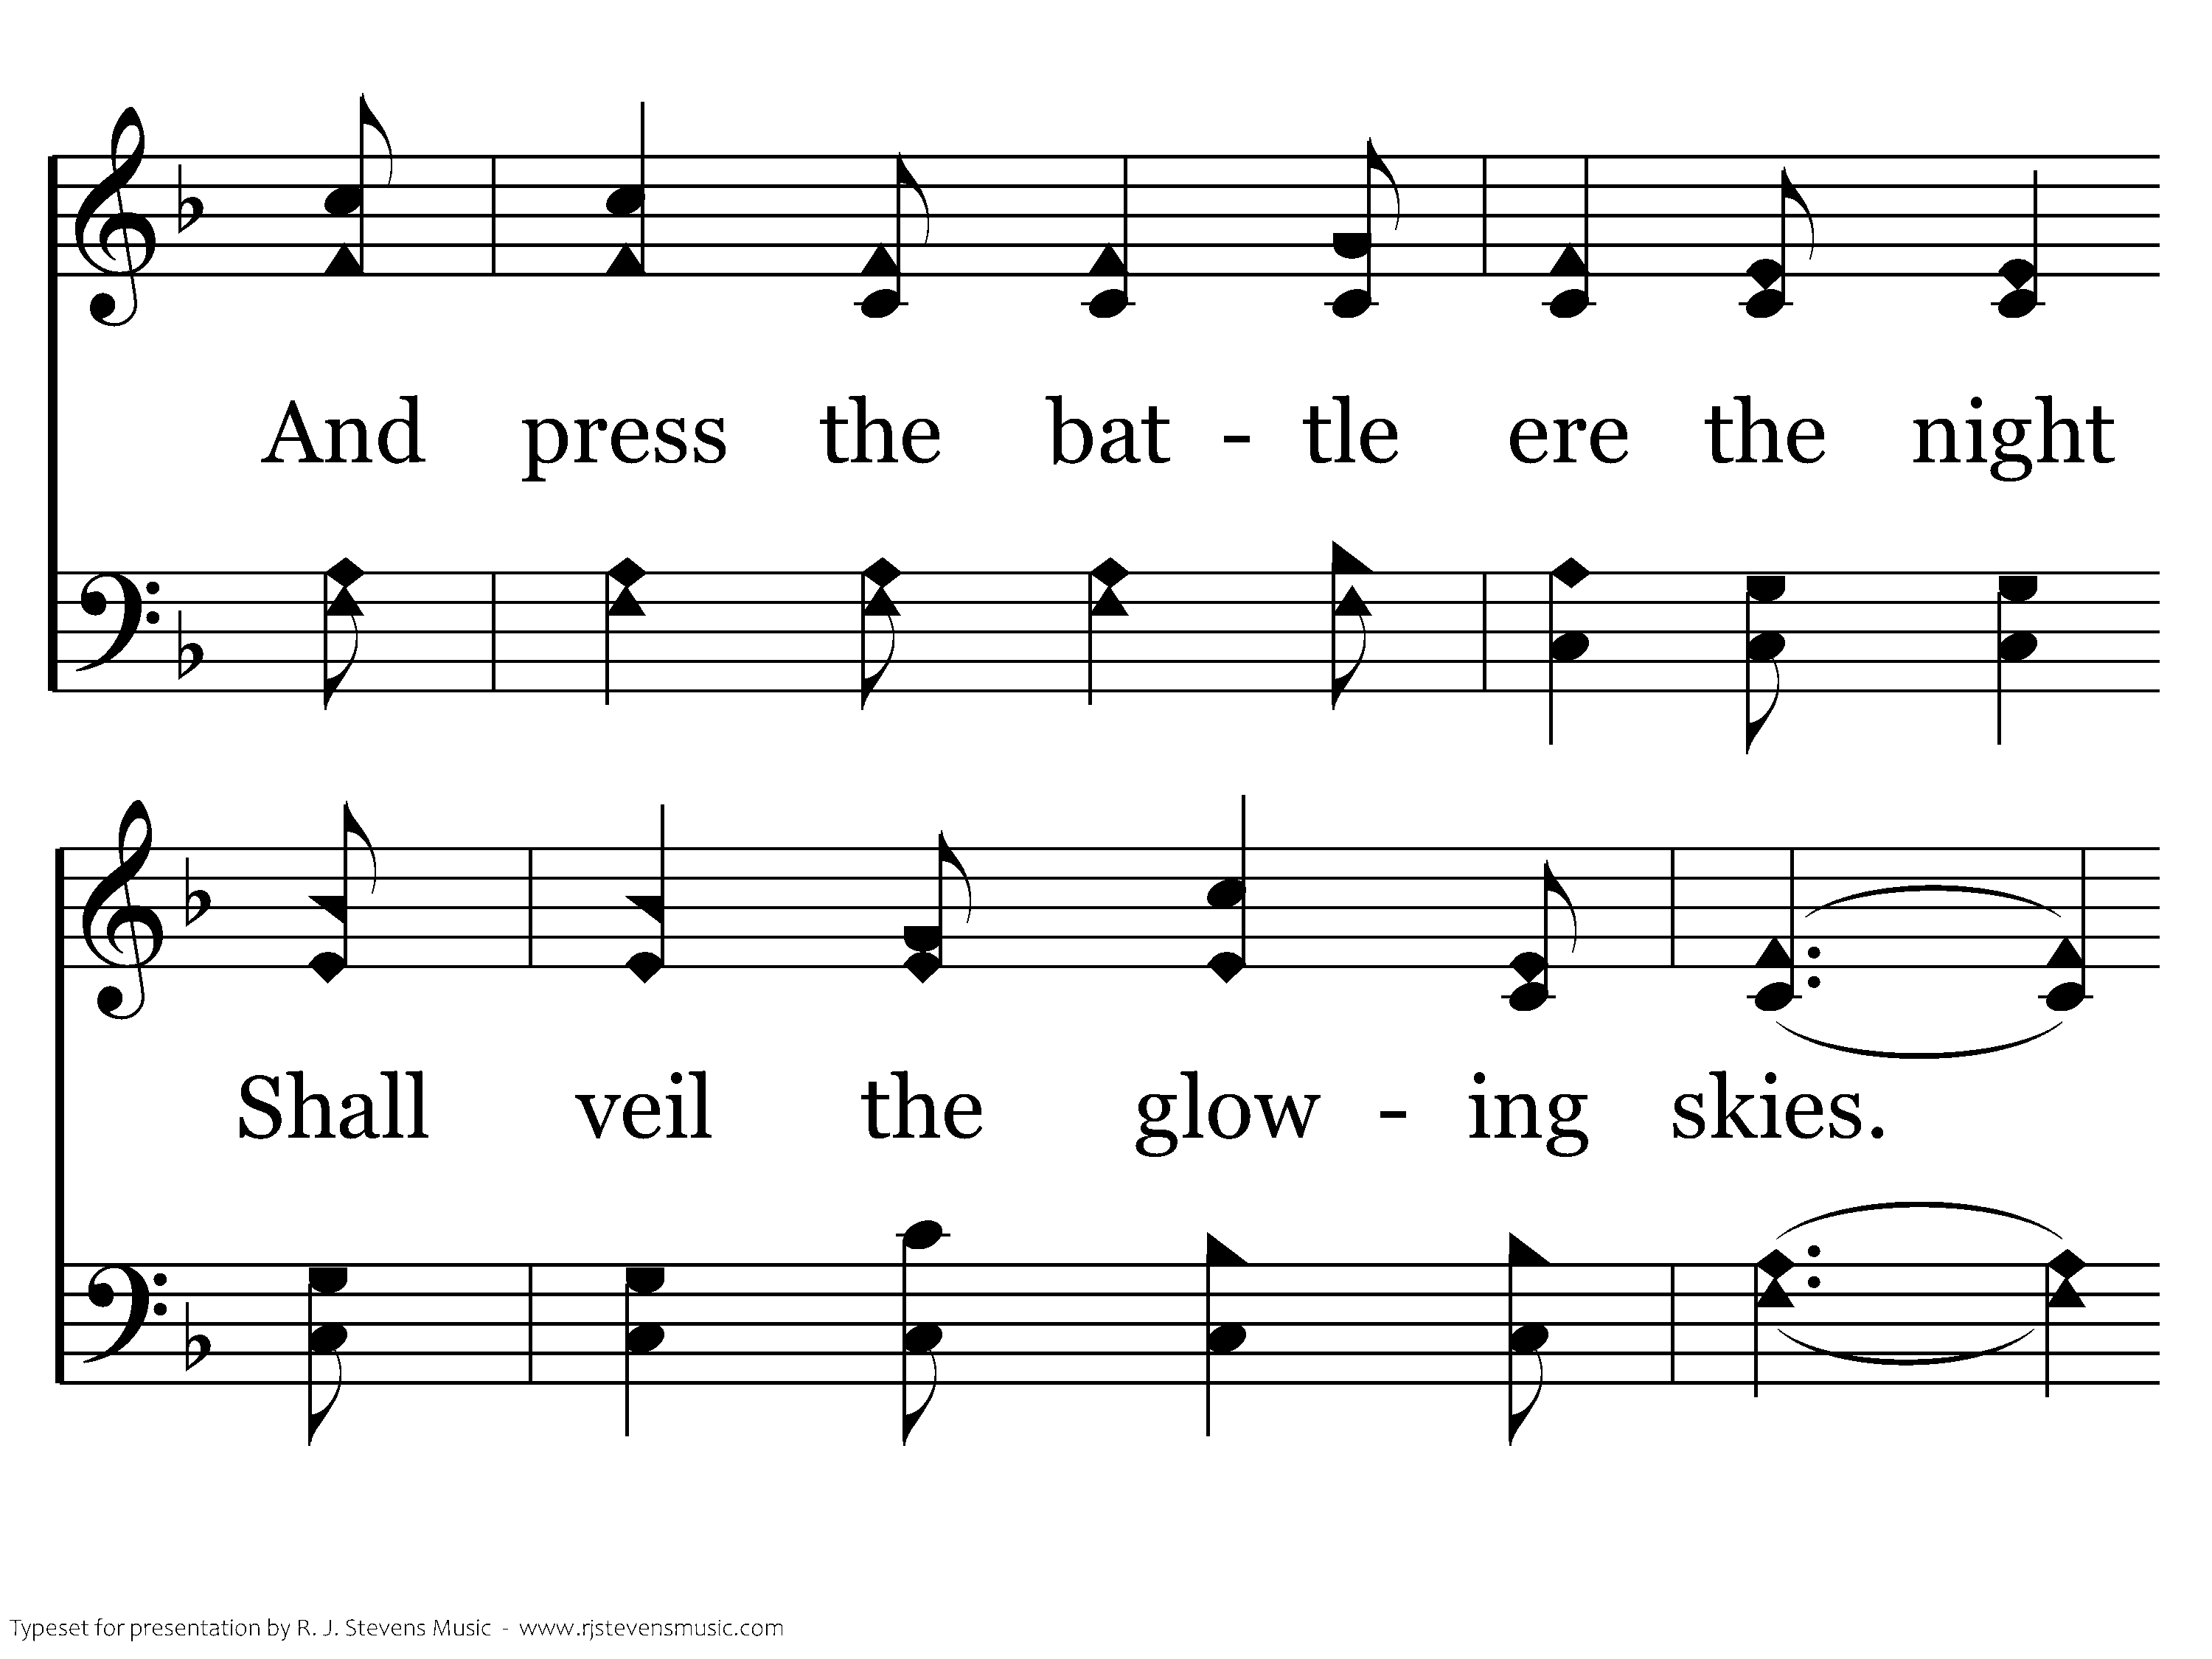 And press the bat - tle ere the night
Shall veil the glow - ing skies.
Typeset for presentation by R. J. Stevens Music - www.rjstevensmusic.com